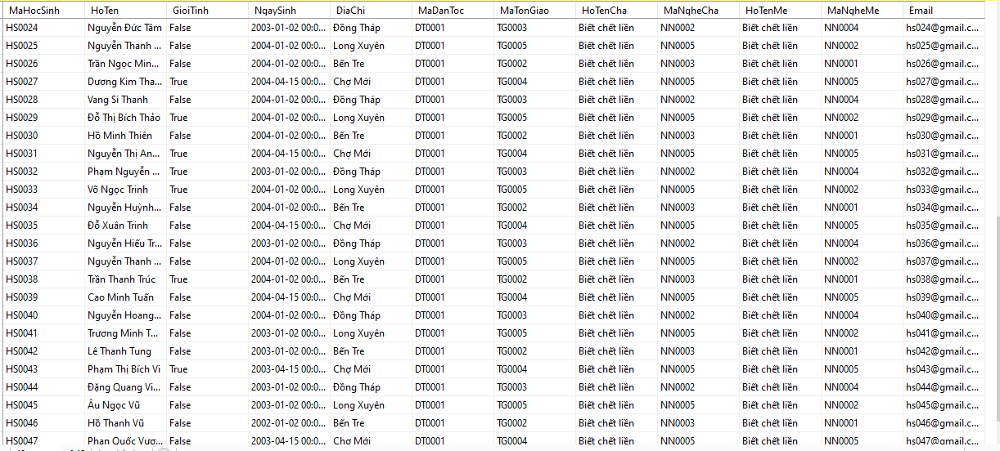 MaHocSinh HoTen GioiTinh NgaySinh DiaChi MaDanToc MaTonGiao HoTenCha MaNgheCha HoTenMe MaNgheMe Email
HS0024 Nguyễn Đức Tâm False 2003-01-02 00:0... Đồng Tháp DT0001 TG0003 Biết chết liền NN0002 Biết chết liền NN0004 hs024@gmail.c...
HS0025 Nguyễn Thanh ... False 2004-01-02 00:0... Long Xuyên DT0001 TG0005 Biết chết liền NN0005 Biết chết liền NN0002 hs025@gmail.c...
HS0026 Trần Ngọc Min... False 2004-01-02 00:0... Bến Tre DT0001 TG0002 Biết chết liền NN0003 Biết chết liền NN0001 hs026@gmail.c...
HS0027 Dương Kim Tha... True 2004-04-15 00:0... Chợ Mới DT0001 TG0004 Biết chết liền NN0005 Biết chết liền NN0005 hs027@gmail.c...
HS0028 Vang Si Thanh False 2004-01-02 00:0... Đồng Tháp DT0001 TG0003 Biết chết liền NN0002 Biết chết liền NN0004 hs028@gmail.c...
HS0029 Đỗ Thị Bích Thảo True 2004-01-02 00:0... Long Xuyên DT0001 TG0005 Biết chết liền NN0005 Biết chết liền NN0002 hs029@gmail.c...
HS0030 Hồ Minh Thiên False 2004-01-02 00:0... Bến Tre DT0001 TG0002 Biết chết liền NN0003 Biết chết liền NN0001 hs030@gmail.c...
HS0031 Nguyễn Thị An... True 2004-04-15 00:0... Chợ Mới DT0001 TG0004 Biết chết liền NN0005 Biết chết liền NN0005 hs031@gmail.c...
HS0032 Phạm Nguyễn ... True 2003-01-02 00:0... Đồng Tháp DT0001 TG0003 Biết chết liền NN0002 Biết chết liền NN0004 hs032@gmail.c...
HS0033 Võ Ngọc Trinh True 2004-01-02 00:0... Long Xuyên DT0001 TG0005 Biết chết liền NN0005 Biết chết liền NN0002 hs033@gmail.c...
HS0034 Nguyễn Huỳnh... False 2004-01-02 00:0... Bến Tre DT0001 TG0002 Biết chết liền NN0003 Biết chết liền NN0001 hs034@gmail.c...
HS0035 Đỗ Xuân Trinh False 2004-04-15 00:0... Chợ Mới DT0001 TG0004 Biết chết liền NN0005 Biết chết liền NN0005 hs035@gmail.c...
HS0036 Nguyễn Hiếu Tr... False 2003-01-02 00:0... Đồng Tháp DT0001 TG0003 Biết chết liền NN0002 Biết chết liền NN0004 hs036@gmail.c...
HS0037 Nguyễn Thanh ... False 2003-01-02 00:0... Long Xuyên DT0001 TG0005 Biết chết liền NN0005 Biết chết liền NN0002 hs037@gmail.c...
HS0038 Trần Thanh Trúc True 2004-01-02 00:0... Bến Tre DT0001 TG0002 Biết chết liền NN0003 Biết chết liền NN0001 hs038@gmail.c...
HS0039 Cao Minh Tuấn False 2004-04-15 00:0... Chợ Mới DT0001 TG0004 Biết chết liền NN0005 Biết chết liền NN0005 hs039@gmail.c...
HS0040 Nguyễn Hoang... False 2004-01-02 00:0... Đồng Tháp DT0001 TG0003 Biết chết liền NN0002 Biết chết liền NN0004 hs040@gmail.c...
HS0041 Trương Minh T... False 2003-01-02 00:0... Long Xuyên DT0001 TG0005 Biết chết liền NN0005 Biết chết liền NN0002 hs041@gmail.c...
HS0042 Lê Thanh Tung False 2003-01-02 00:0... Bến Tre DT0001 TG0002 Biết chết liền NN0003 Biết chết liền NN0001 hs042@gmail.c...
HS0043 Phạm Thị Bích Vi True 2003-04-15 00:0... Chợ Mới DT0001 TG0004 Biết chết liền NN0005 Biết chết liền NN0005 hs043@gmail.c...
HS0044 Đặng Quang Vi... False 2003-01-02 00:0... Đồng Tháp DT0001 TG0003 Biết chết liền NN0002 Biết chết liền NN0004 hs044@gmail.c...
HS0045 Âu Ngọc Vũ False 2003-01-02 00:0... Long Xuyên DT0001 TG0005 Biết chết liền NN0005 Biết chết liền NN0002 hs045@gmail.c...
HS0046 Hồ Thanh Vũ False 2002-01-02 00:0... Bến Tre DT0001 TG0002 Biết chết liền NN0003 Biết chết liền NN0001 hs046@gmail.c...
HS0047 Phan Quốc Vươ... False 2003-04-15 00:0... Chợ Mới DT0001 TG0004 Biết chết liền NN0005 Biết chết liền NN0005 hs047@gmail.c...